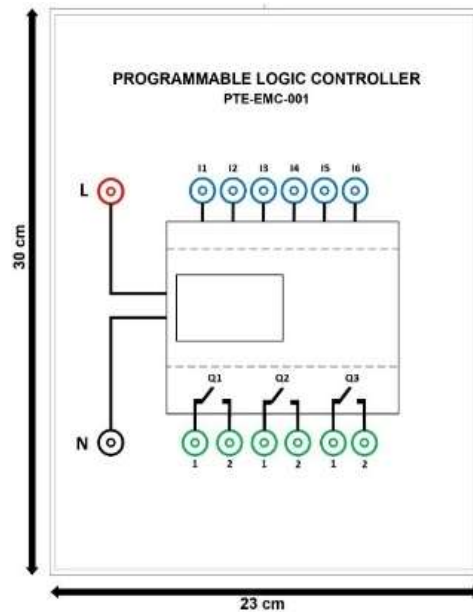 PROGRAMMABLE LOGIC CONTROLLER
PTE-EMC-001
I1 I2 I3 I4 I5 I6
L
30 cm
Q1 Q2 Q3
N
1 2 1 2 1 2
23 cm